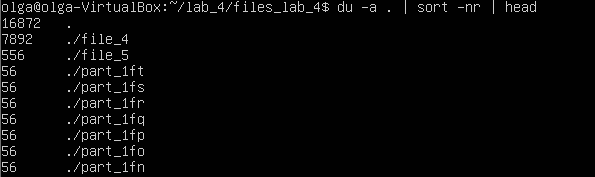 olga@olga-VirtualBox:~/lab_4/files_lab_4$ du -a . | sort -nr | head
16872 .
7892 ./file_4
556 ./file_5
56 ./part_1ft
56 ./part_1fs
56 ./part_1fr
56 ./part_1fq
56 ./part_1fp
56 ./part_1fo
56 ./part_1fn